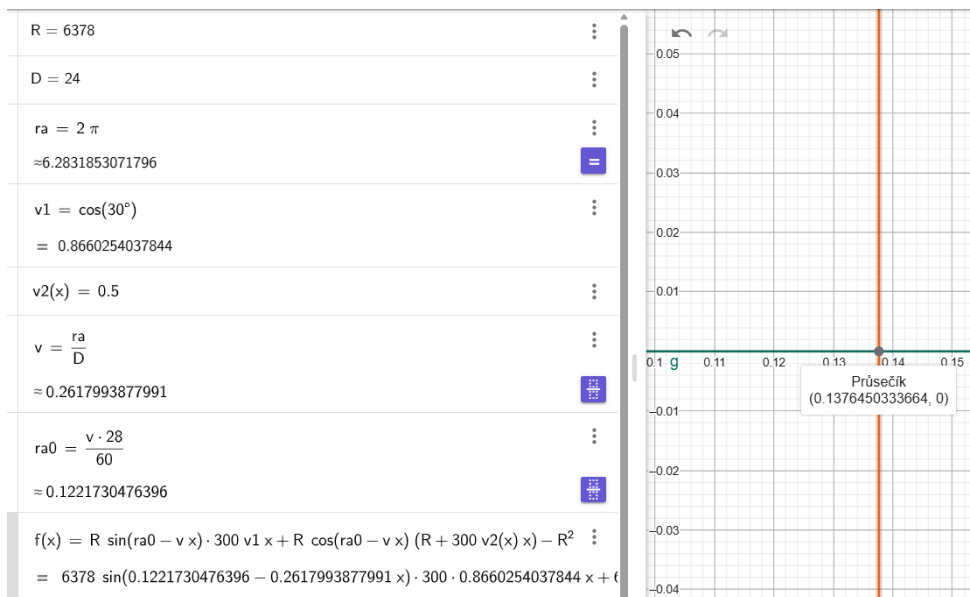 R = 6378
D = 24
ra = 2 π
≈6.2831853071796
=
v1 = cos(30°)
= 0.8660254037844
v2(x) = 0.5
v = ra/D
≈ 0.2617993877991
ra0 = v · 28/60
≈ 0.1221730476396
f(x) = R sin(ra0 − v x) · 300 v1 x + R cos(ra0 − v x) (R + 300 v2(x) x) − R²
= 6378 sin(0.1221730476396 − 0.2617993877991 x) · 300 · 0.8660254037844 x +
0.05
0.04
0.03
0.02
0.01
0.1 g 0.11 0.12 0.13 0.14 0.15
Průsečík
(0.1376450333664, 0)
−0.01
−0.02
−0.03
−0.04